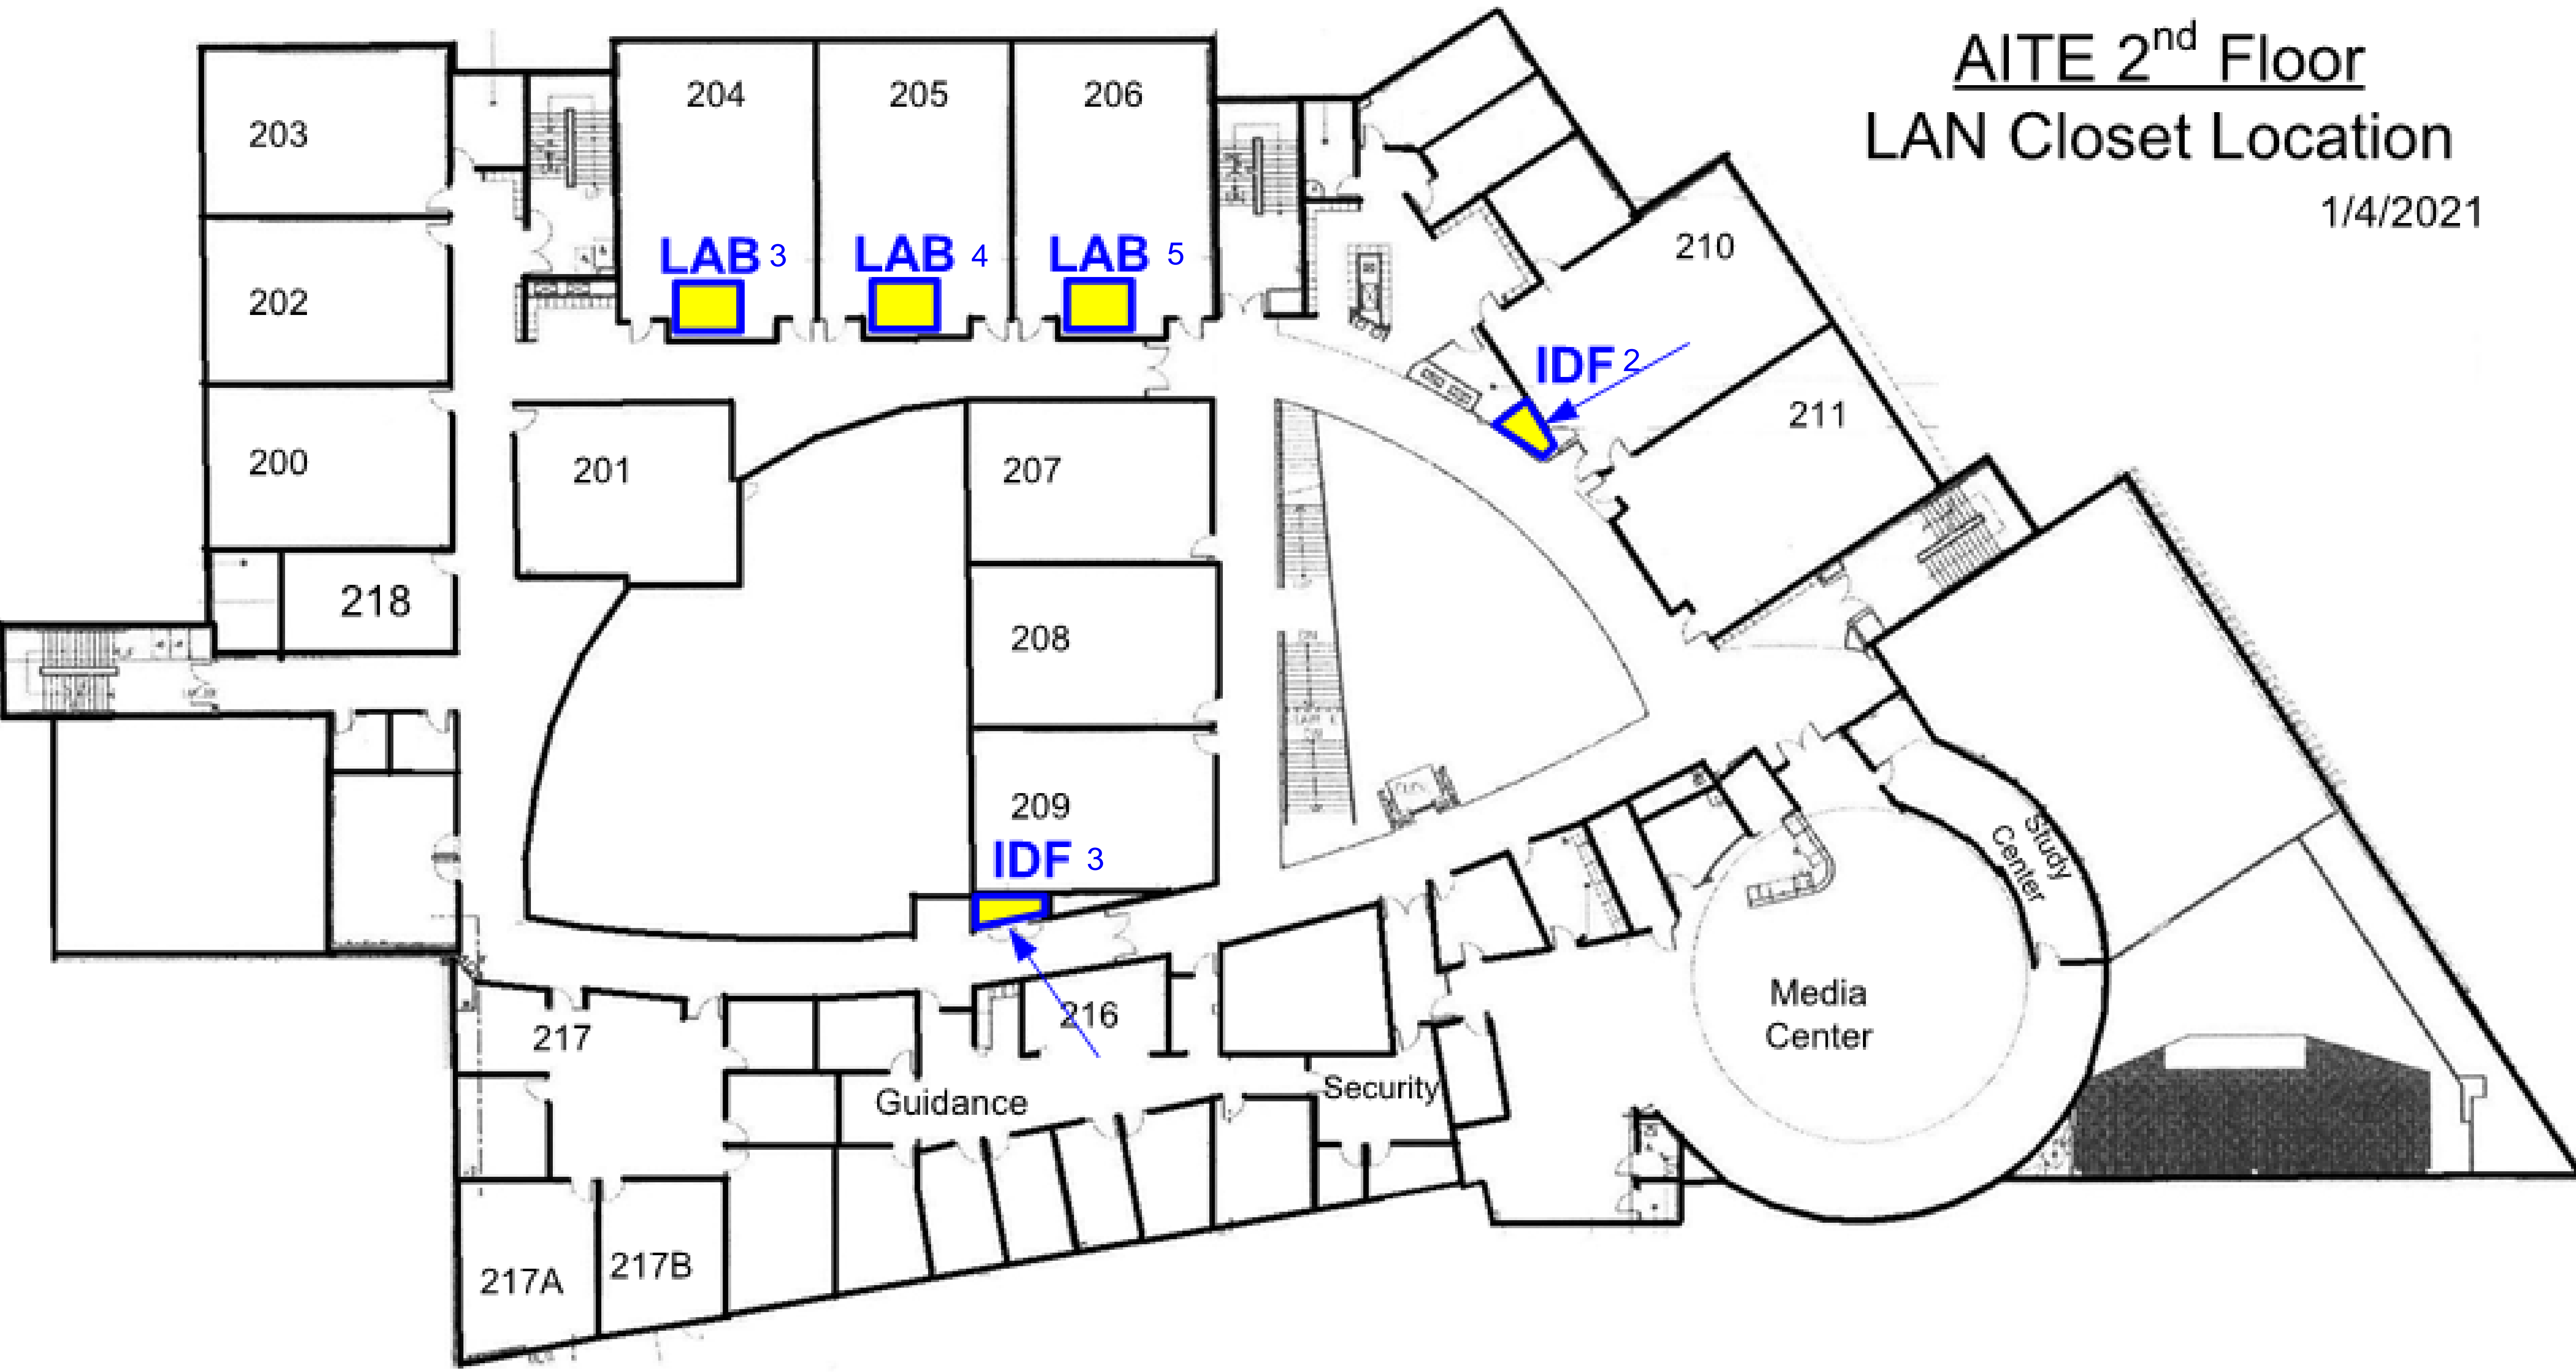 AITE 2nd Floor
LAN Closet Location
1/4/2021
203
204
205
206
202
LAB 3
LAB 4
LAB 5
210
IDF 2
211
200
201
207
218
208
209
IDF 3
Study
Center
216
217
Media
Center
Guidance
Security
217A
217B